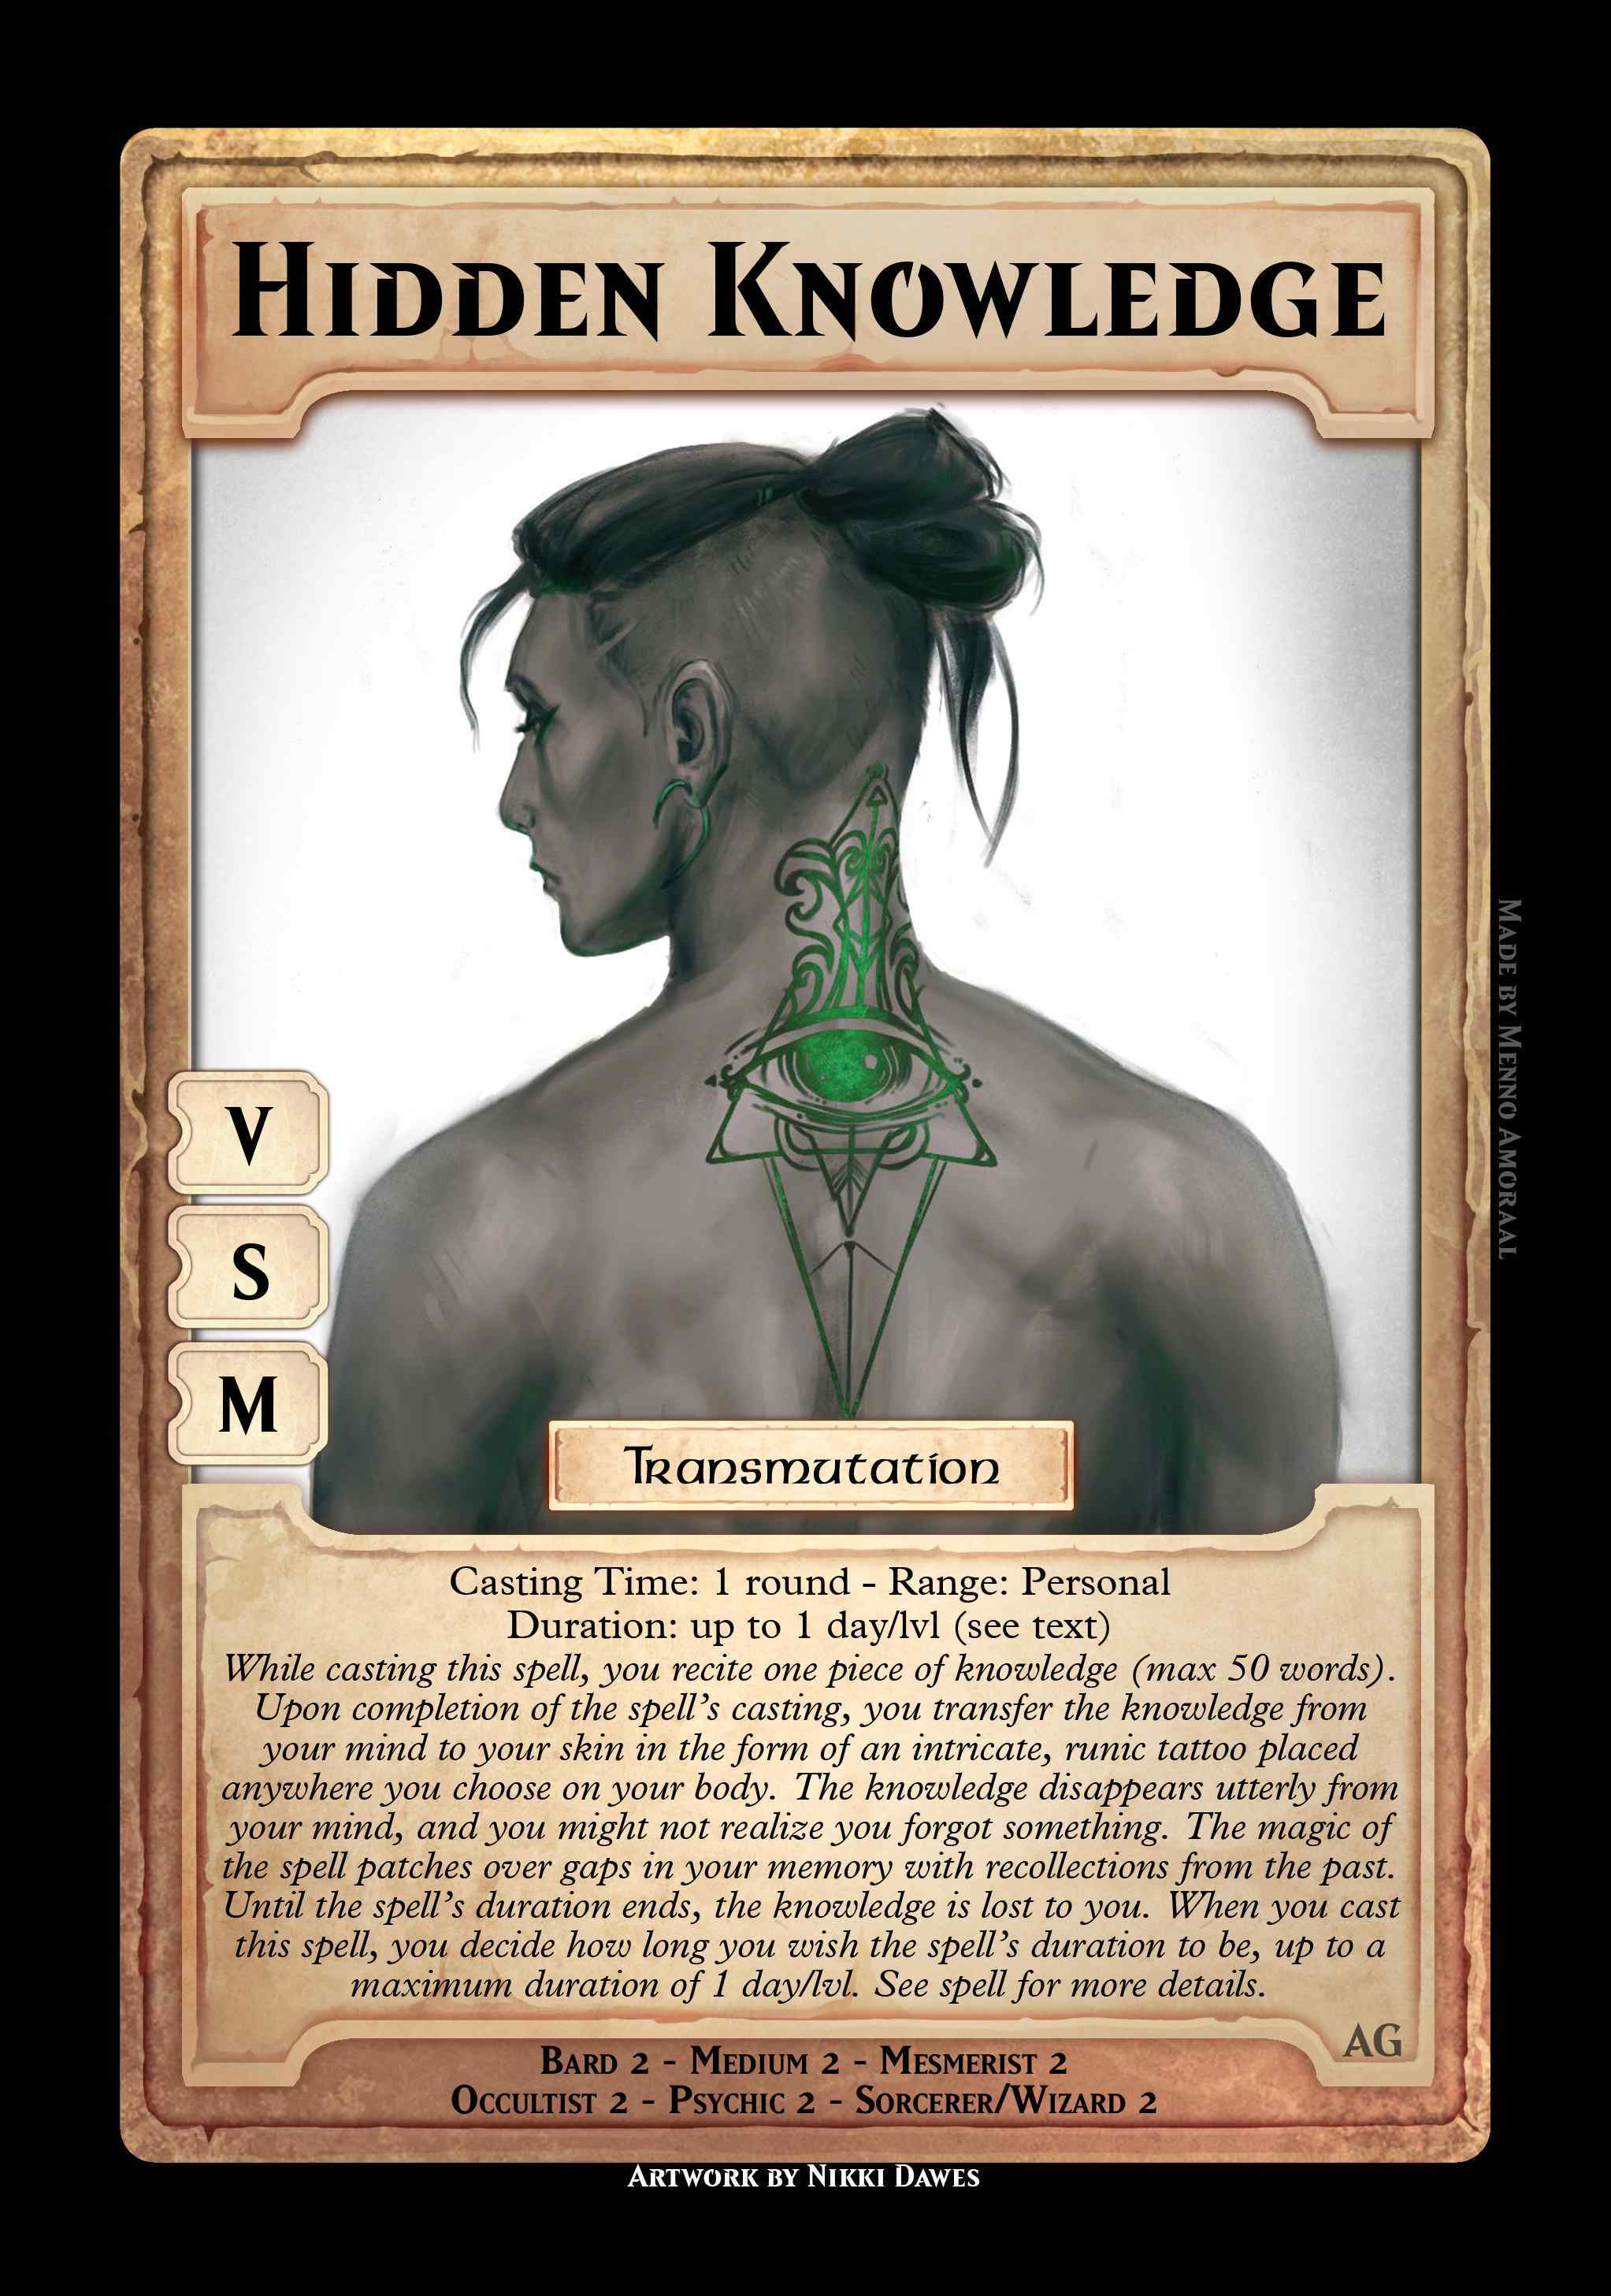 Hidden Knowledge
V
S
M
Transmutation
Casting Time: 1 round - Range: Personal
Duration: up to 1 day/lvl (see text)
While casting this spell, you recite one piece of knowledge (max 50 words).
Upon completion of the spell's casting, you transfer the knowledge from
your mind to your skin in the form of an intricate, runic tattoo placed
anywhere you choose on your body. The knowledge disappears utterly from
your mind, and you might not realize you forgot something. The magic of
the spell patches over gaps in your memory with recollections from the past.
Until the spell's duration ends, the knowledge is lost to you. When you cast
this spell, you decide how long you wish the spell's duration to be, up to a
maximum duration of 1 day/lvl. See spell for more details.
AG
Bard 2 - Medium 2 - Mesmerist 2
Occultist 2 - Psychic 2 - Sorcerer/Wizard 2
Artwork by Nikki Dawes
Made by Menno Amoraal